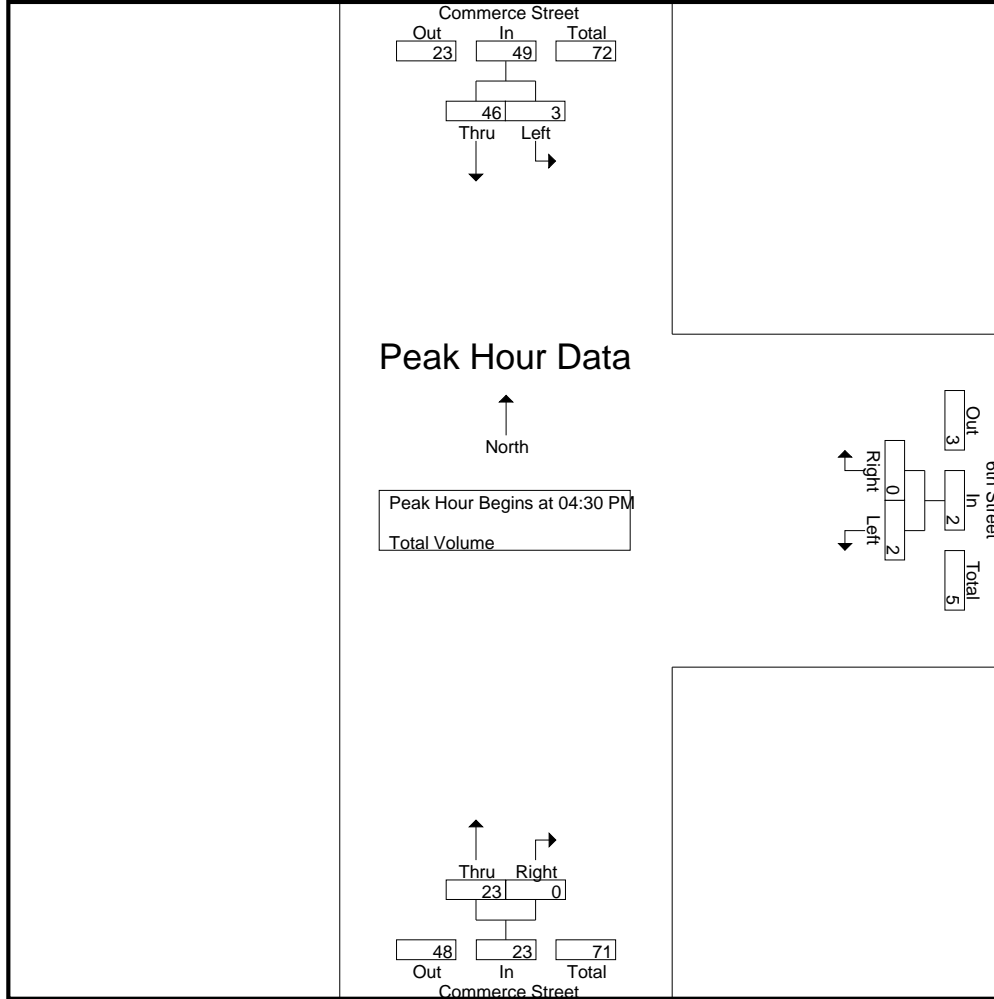 Commerce Street
Out In Total
23 49 72
46 3
Thru Left
Peak Hour Data
North
Peak Hour Begins at 04:30 PM
Total Volume
Out In Total
6th Street
3 2 5
Right Left
0 2
Thru Right
23 0
48 23 71
Out In Total
Commerce Street